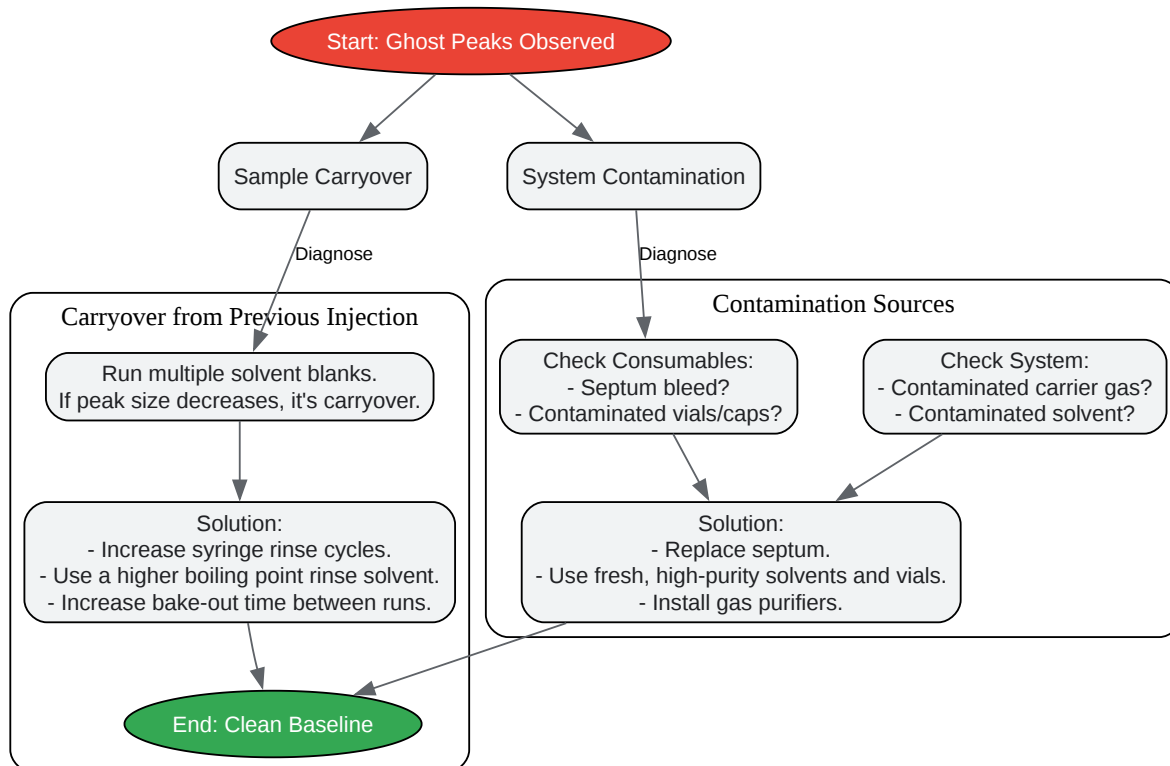 Start: Ghost Peaks Observed
Sample Carryover
System Contamination
Diagnose
Diagnose
Carryover from Previous Injection
Run multiple solvent blanks.
If peak size decreases, it's carryover.
Solution:
- Increase syringe rinse cycles.
- Use a higher boiling point rinse solvent.
- Increase bake-out time between runs.
Contamination Sources
Check Consumables:
- Septum bleed?
- Contaminated vials/caps?
Check System:
- Contaminated carrier gas?
- Contaminated solvent?
Solution:
- Replace septum.
- Use fresh, high-purity solvents and vials.
- Install gas purifiers.
End: Clean Baseline